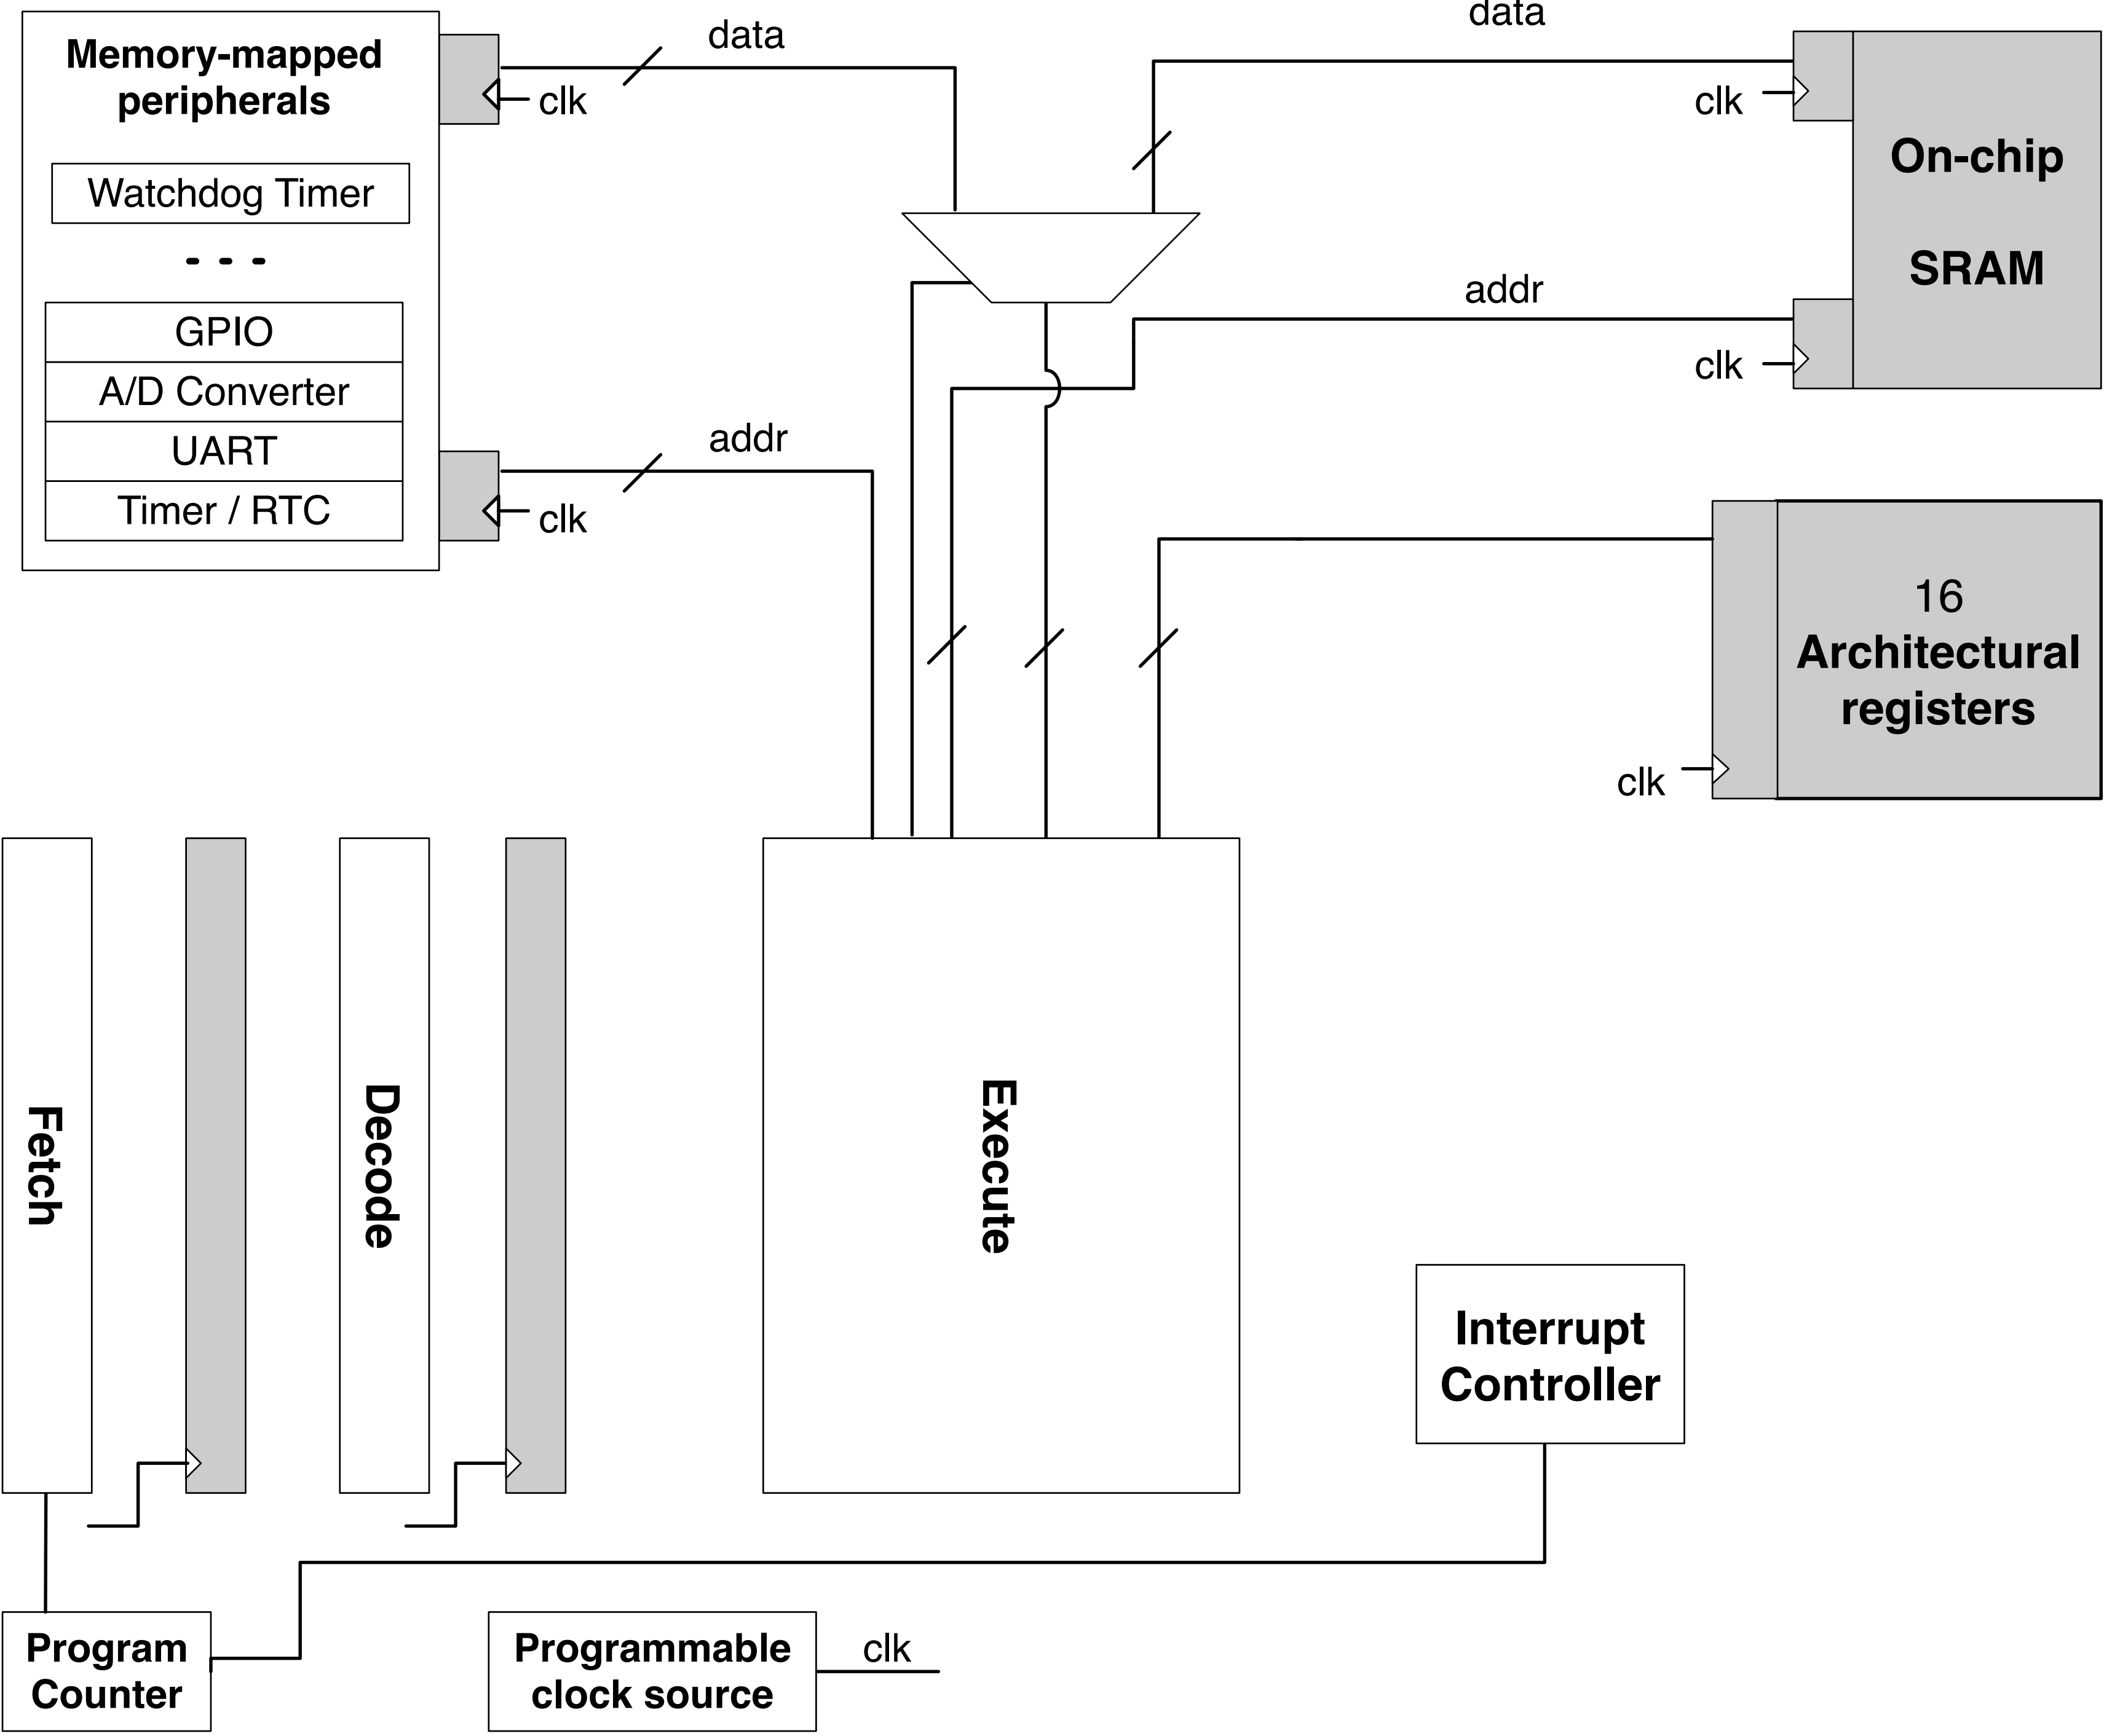 data
data
Memory-mapped
peripherals
clk
clk
On-chip
SRAM
Watchdog Timer
- - -
GPIO
A/D Converter
UART
Timer / RTC
addr
clk
addr
clk
16
Architectural
registers
clk
Fetch
Decode
Execute
Interrupt
Controller
Program
Counter
Programmable
clock source
clk